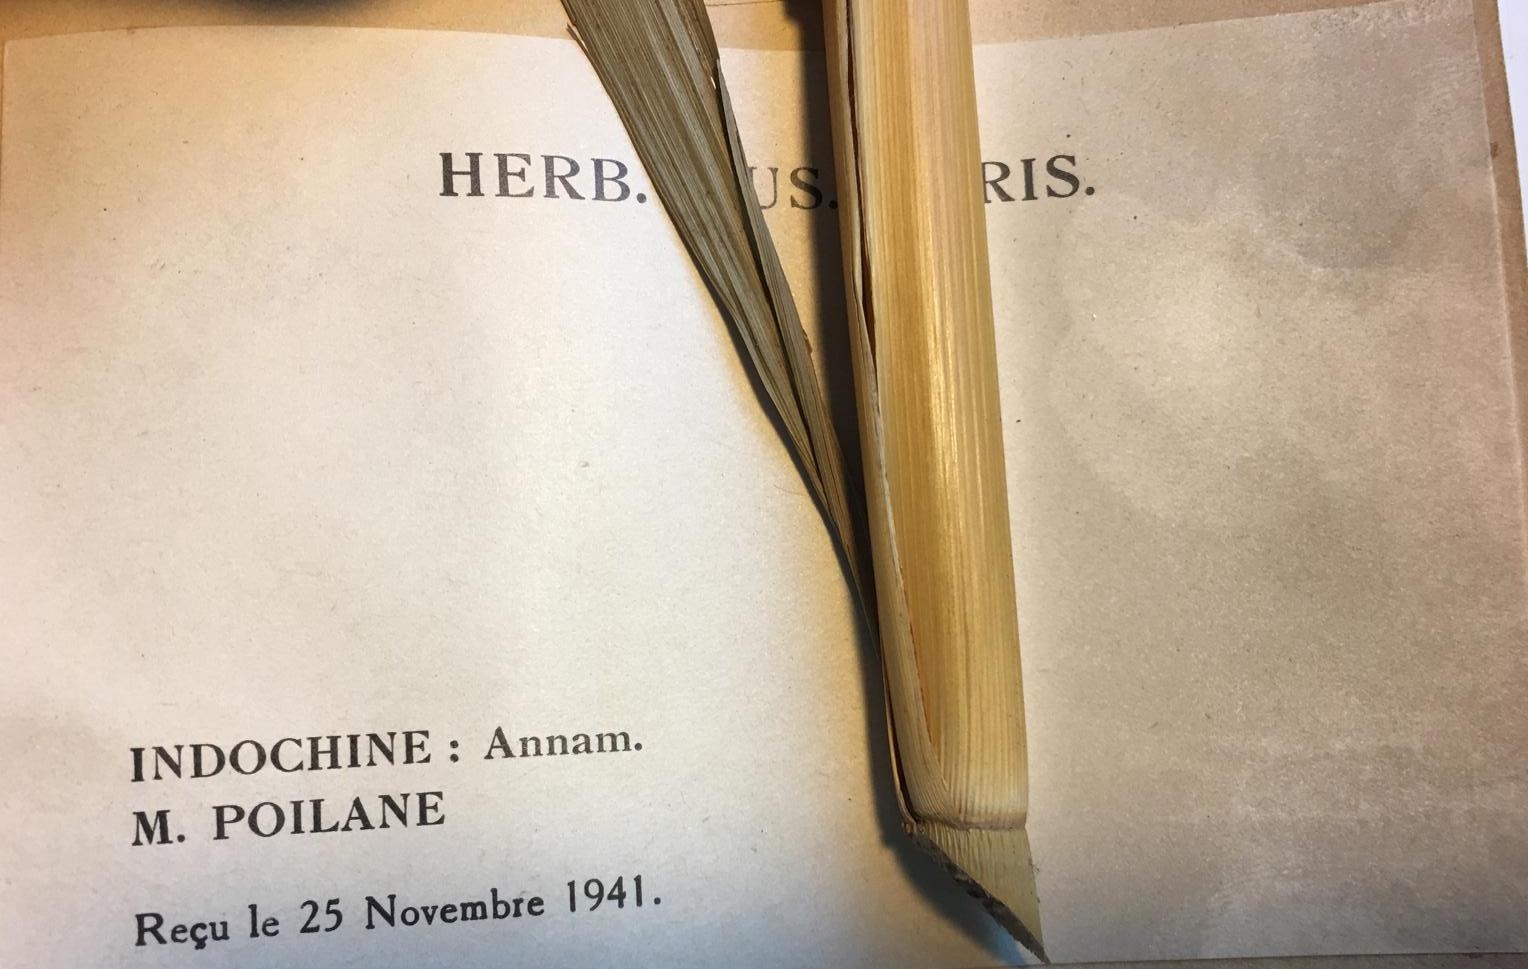 HERB. US. RIS.
INDOCHINE : Annam.
M. POILANE
Reçu le 25 Novembre 1941.